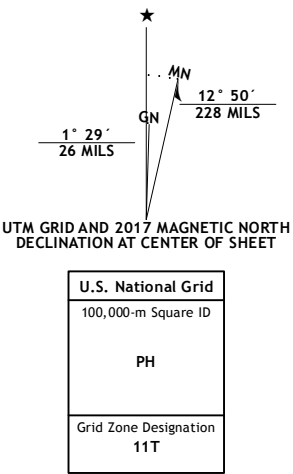 ★
MN
GN
12° 50´
228 MILS
1° 29´
26 MILS
UTM GRID AND 2017 MAGNETIC NORTH
DECLINATION AT CENTER OF SHEET
U.S. National Grid
100,000-m Square ID
PH
Grid Zone Designation
11T